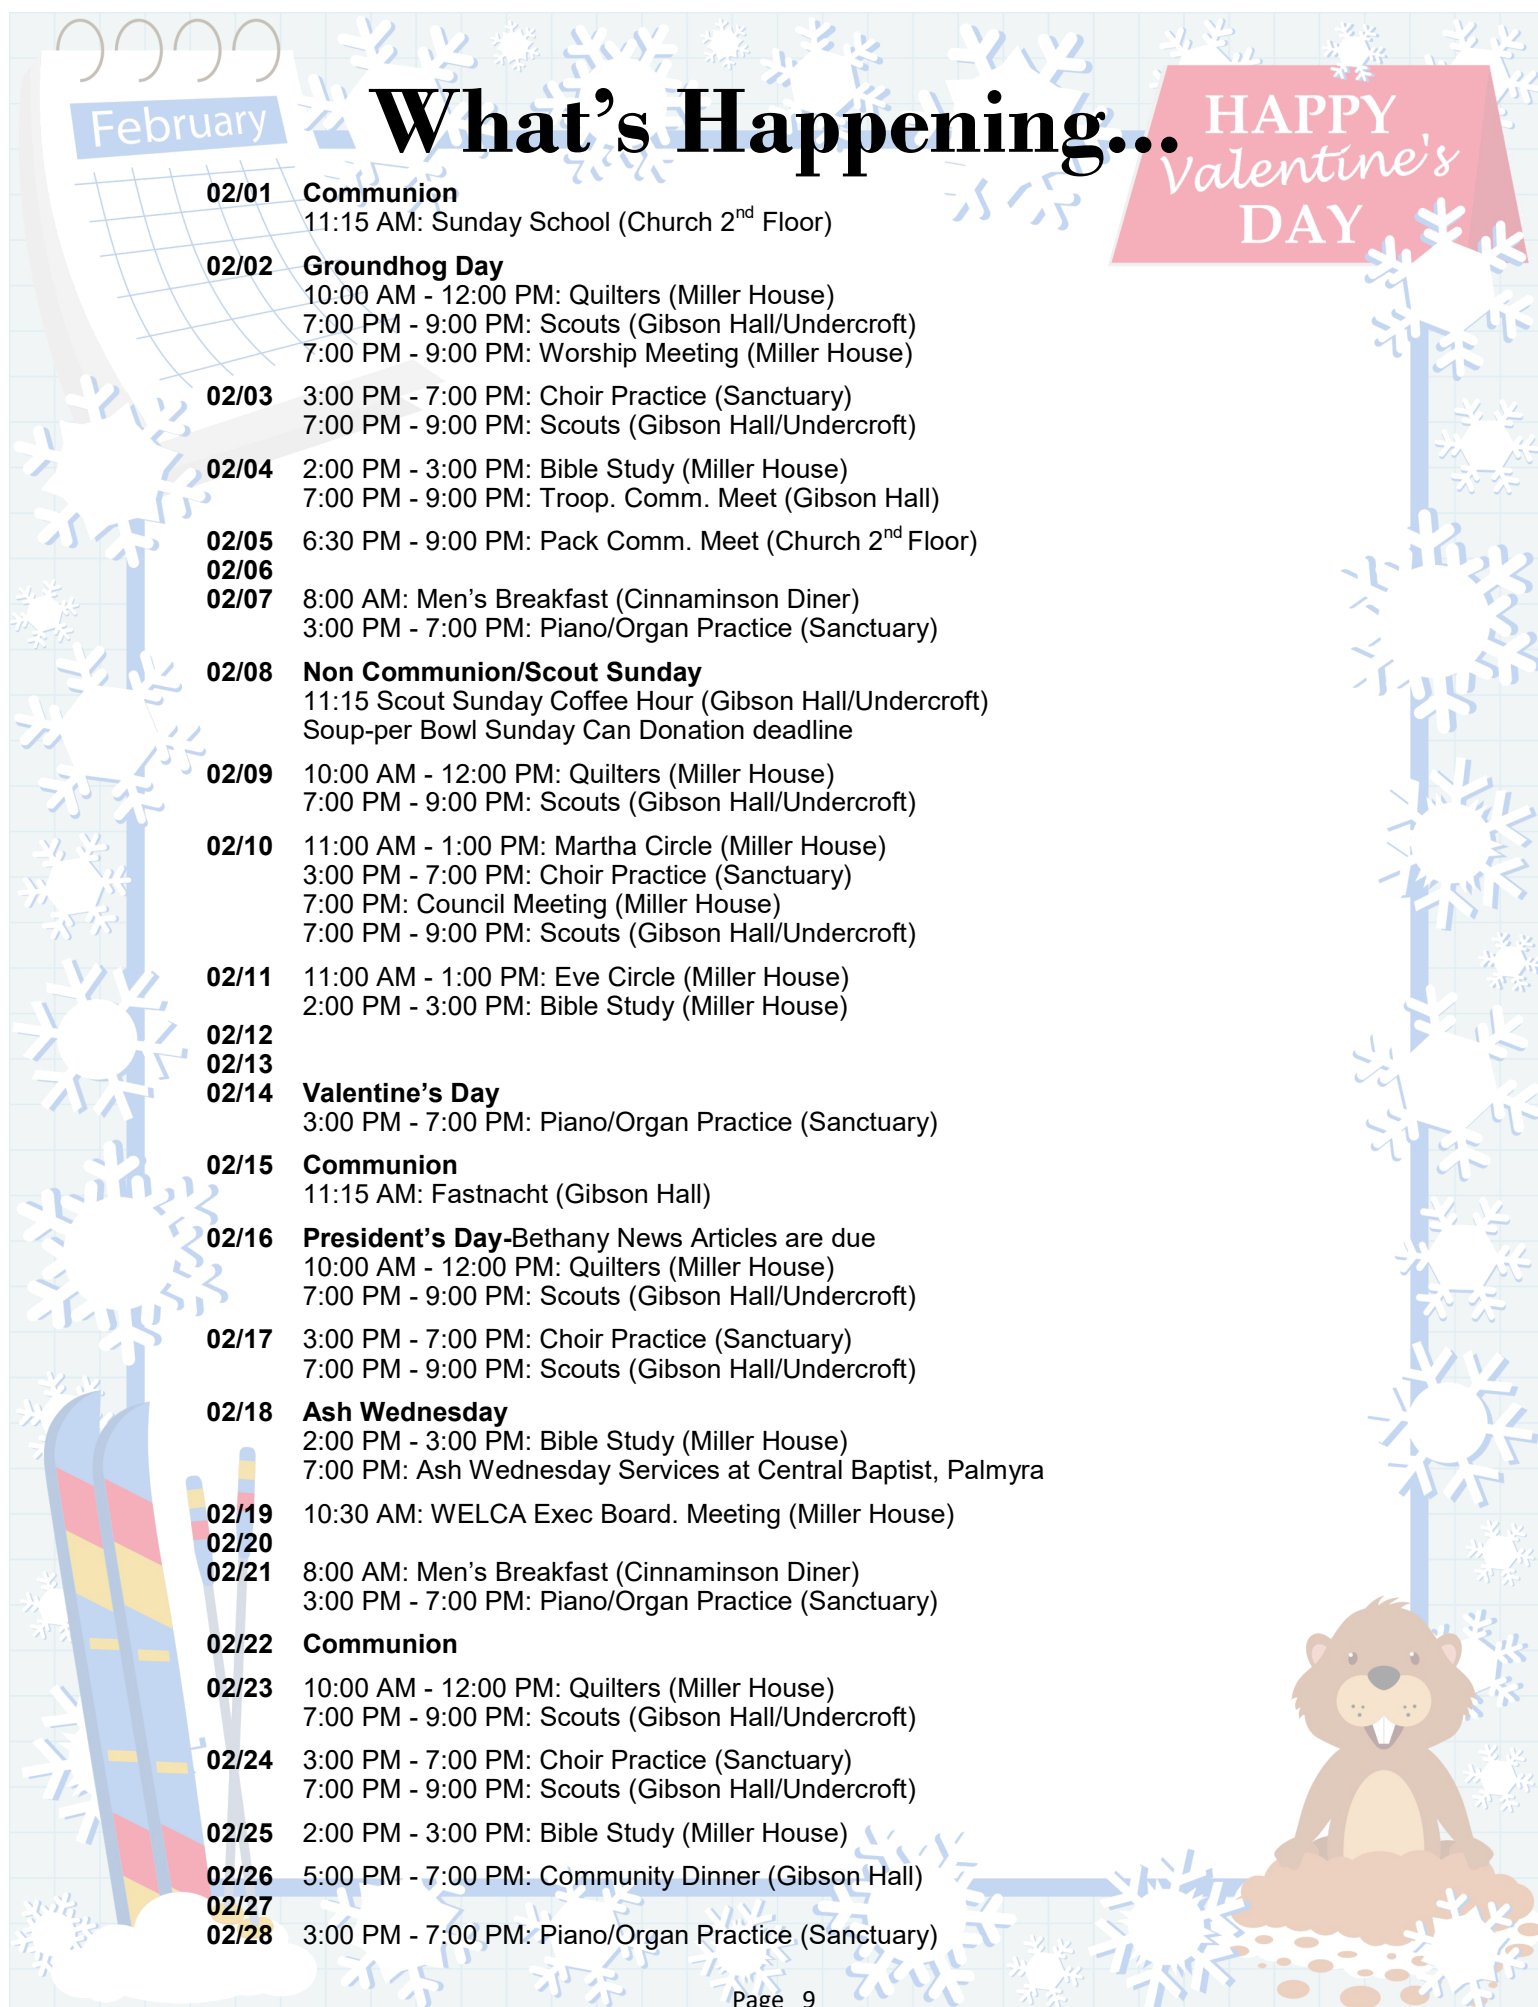 February
What's Happening...
HAPPY
Valentine's
DAY
02/01 Communion
11:15 AM: Sunday School (Church 2nd Floor)
02/02 Groundhog Day
10:00 AM - 12:00 PM: Quilters (Miller House)
7:00 PM - 9:00 PM: Scouts (Gibson Hall/Undercroft)
7:00 PM - 9:00 PM: Worship Meeting (Miller House)
02/03 3:00 PM - 7:00 PM: Choir Practice (Sanctuary)
7:00 PM - 9:00 PM: Scouts (Gibson Hall/Undercroft)
02/04 2:00 PM - 3:00 PM: Bible Study (Miller House)
7:00 PM - 9:00 PM: Troop. Comm. Meet (Gibson Hall)
02/05 6:30 PM - 9:00 PM: Pack Comm. Meet (Church 2nd Floor)
02/06
02/07 8:00 AM: Men's Breakfast (Cinnaminson Diner)
3:00 PM - 7:00 PM: Piano/Organ Practice (Sanctuary)
02/08 Non Communion/Scout Sunday
11:15 Scout Sunday Coffee Hour (Gibson Hall/Undercroft)
Soup-per Bowl Sunday Can Donation deadline
02/09 10:00 AM - 12:00 PM: Quilters (Miller House)
7:00 PM - 9:00 PM: Scouts (Gibson Hall/Undercroft)
02/10 11:00 AM - 1:00 PM: Martha Circle (Miller House)
3:00 PM - 7:00 PM: Choir Practice (Sanctuary)
7:00 PM: Council Meeting (Miller House)
7:00 PM - 9:00 PM: Scouts (Gibson Hall/Undercroft)
02/11 11:00 AM - 1:00 PM: Eve Circle (Miller House)
2:00 PM - 3:00 PM: Bible Study (Miller House)
02/12
02/13
02/14 Valentine's Day
3:00 PM - 7:00 PM: Piano/Organ Practice (Sanctuary)
02/15 Communion
11:15 AM: Fastnacht (Gibson Hall)
02/16 President's Day-Bethany News Articles are due
10:00 AM - 12:00 PM: Quilters (Miller House)
7:00 PM - 9:00 PM: Scouts (Gibson Hall/Undercroft)
02/17 3:00 PM - 7:00 PM: Choir Practice (Sanctuary)
7:00 PM - 9:00 PM: Scouts (Gibson Hall/Undercroft)
02/18 Ash Wednesday
2:00 PM - 3:00 PM: Bible Study (Miller House)
7:00 PM: Ash Wednesday Services at Central Baptist, Palmyra
02/19 10:30 AM: WELCA Exec Board. Meeting (Miller House)
02/20
02/21 8:00 AM: Men's Breakfast (Cinnaminson Diner)
3:00 PM - 7:00 PM: Piano/Organ Practice (Sanctuary)
02/22 Communion
02/23 10:00 AM - 12:00 PM: Quilters (Miller House)
7:00 PM - 9:00 PM: Scouts (Gibson Hall/Undercroft)
02/24 3:00 PM - 7:00 PM: Choir Practice (Sanctuary)
7:00 PM - 9:00 PM: Scouts (Gibson Hall/Undercroft)
02/25 2:00 PM - 3:00 PM: Bible Study (Miller House)
02/26 5:00 PM - 7:00 PM: Community Dinner (Gibson Hall)
02/27
02/28 3:00 PM - 7:00 PM: Piano/Organ Practice (Sanctuary)
Page 9